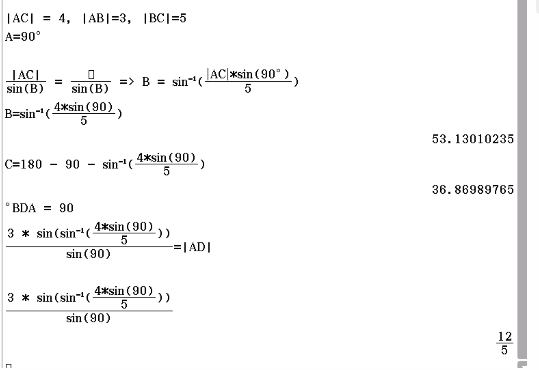 |AC| = 4, |AB|=3, |BC|=5
A=90°
|AC|/sin(B) = □/sin(B) => B = sin⁻¹(|AC|*sin(90°)/5)
B=sin⁻¹(4*sin(90)/5)
53.13010235
C=180 - 90 - sin⁻¹(4*sin(90)/5)
36.86989765
°BDA = 90
3 * sin(sin⁻¹(4*sin(90)/5))/sin(90)=|AD|
3 * sin(sin⁻¹(4*sin(90)/5))/sin(90)
12/5